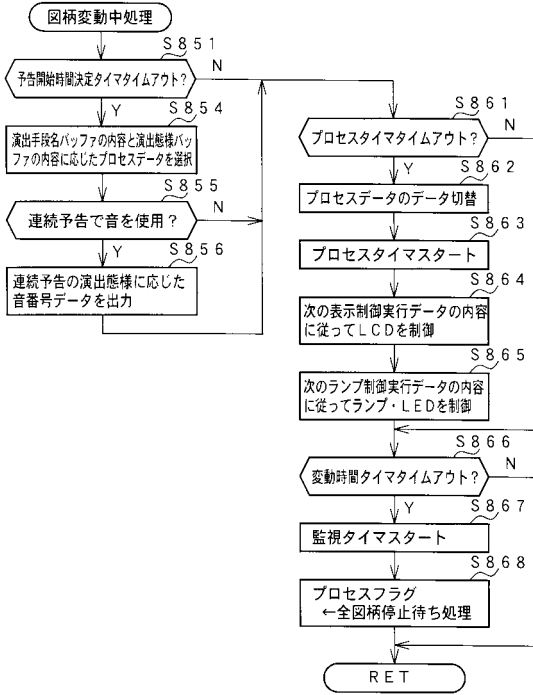 図柄変動中処理
S851
予告開始時間決定タイマタイムアウト?
N
Y
S854
演出手段名バッファの内容と演出態様バッ
ファの内容に応じたプロセスデータを選択
S855
連続予告で音を使用?
N
Y
S856
連続予告の演出態様に応じた
音番号データを出力
S861
プロセスタイマタイムアウト?
N
Y
S862
プロセスデータのデータ切替
S863
プロセスタイマスタート
S864
次の表示制御実行データの内容
に従ってLCDを制御
S865
次のランプ制御実行データの内容
に従ってランプ・LEDを制御
S866
変動時間タイマタイムアウト?
N
Y
S867
監視タイマスタート
S868
プロセスフラグ
←全図柄停止待ち処理
RET